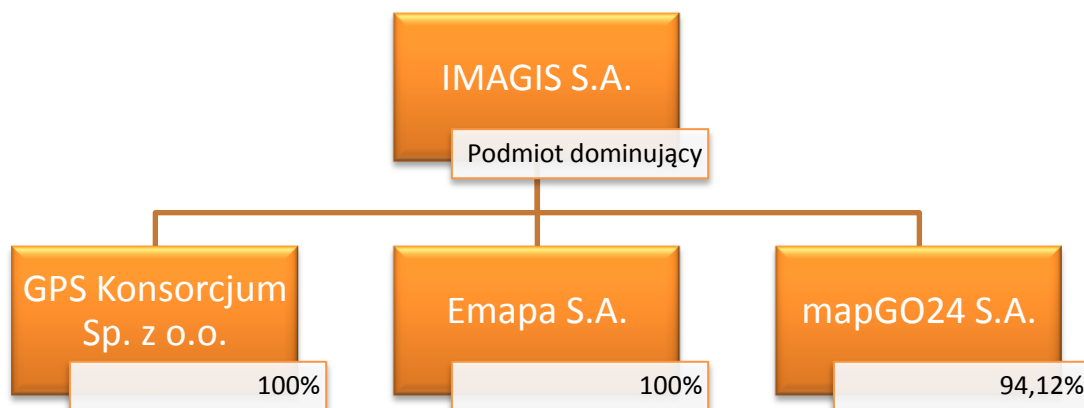 IMAGIS S.A.
Podmiot dominujący
GPS Konsorcjum
Sp. z o.o.
100%
Emapa S.A.
100%
mapGO24 S.A.
94,12%